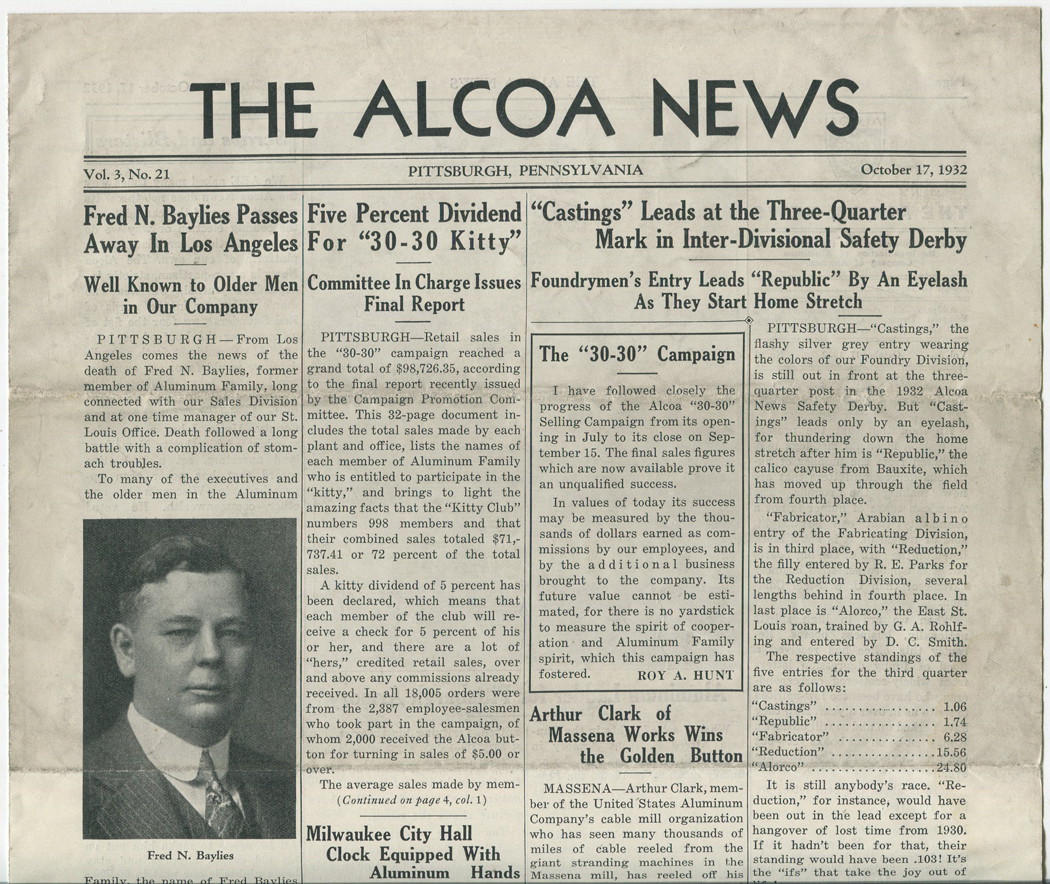 THE ALCOA NEWS
Vol. 3, No. 21
PITTSBURGH, PENNSYLVANIA
October 17, 1932
Fred N. Baylies Passes
Away In Los Angeles
Well Known to Older Men
in Our Company
PITTSBURGH—From Los
Angeles comes the news of the
death of Fred N. Baylies, former
member of Aluminum Family, long
connected with our Sales Division
and at one time manager of our St.
Louis Office. Death followed a long
battle with a complication of stom-
ach troubles.
To many of the executives and
the older men in the Aluminum
Fred N. Baylies
Family, the name of Fred Baylies
Five Percent Dividend
For "30-30 Kitty"
Committee In Charge Issues
Final Report
PITTSBURGH—Retail sales in
the "30-30" campaign reached a
grand total of $98,726.35, according
to the final report recently issued
by the Campaign Promotion Com-
mittee. This 32-page document in-
cludes the total sales made by each
plant and office, lists the names of
each member of Aluminum Family
who is entitled to participate in the
"kitty," and brings to light the
amazing facts that the "Kitty Club"
numbers 998 members and that
their combined sales totaled $71,-
737.41 or 72 percent of the total
sales.
A kitty dividend of 5 percent has
been declared, which means that
each member of the club will re-
ceive a check for 5 percent of his
or her, and there are a lot of
"hers," credited retail sales, over
and above any commissions already
received. In all 18,005 orders were
from the 2,387 employee-salesmen
who took part in the campaign, of
whom 2,000 received the Alcoa but-
ton for turning in sales of $5.00 or
over.
The average sales made by mem-
(Continued on page 4, col. 1)
Milwaukee City Hall
Clock Equipped With
Aluminum Hands
"Castings" Leads at the Three-Quarter
Mark in Inter-Divisional Safety Derby
Foundrymen's Entry Leads "Republic" By An Eyelash
As They Start Home Stretch
The "30-30" Campaign
I have followed closely the
progress of the Alcoa "30-30"
Selling Campaign from its open-
ing in July to its close on Sep-
tember 15. The final sales figures
which are now available prove it
an unqualified success.
In values of today its success
may be measured by the thou-
sands of dollars earned as com-
missions by our employees, and
by the additional business
brought to the company. Its
future value cannot be esti-
mated, for there is no yardstick
to measure the spirit of cooper-
ation and Aluminum Family
spirit, which this campaign has
fostered. ROY A. HUNT
Arthur Clark of
Massena Works Wins
the Golden Button
MASSENA—Arthur Clark, mem-
ber of the United States Aluminum
Company's cable mill organization
who has seen many thousands of
miles of cable reeled from the
giant stranding machines in the
Massena mill, has reeled off his
PITTSBURGH—"Castings," the
flashy silver grey entry wearing
the colors of our Foundry Division,
is still out in front at the three-
quarter post in the 1932 Alcoa
News Safety Derby. But "Cast-
ings" leads only by an eyelash,
for thundering down the home
stretch after him is "Republic," the
calico cayuse from Bauxite, which
has moved up through the field
from fourth place.
"Fabricator," Arabian albino
entry of the Fabricating Division,
is in third place, with "Reduction,"
the filly entered by R. E. Parks for
the Reduction Division, several
lengths behind in fourth place. In
last place is "Alorco," the East St.
Louis roan, trained by G. A. Rohlf-
ing and entered by D. C. Smith.
The respective standings of the
five entries for the third quarter
are as follows:
"Castings" ................ 1.06
"Republic" ................ 1.74
"Fabricator" .............. 6.28
"Reduction" ............... 15.56
"Alorco" .................. 24.80
It is still anybody's race. "Re-
duction," for instance, would have
been out in the lead except for a
hangover of lost time from 1930.
If it hadn't been for that, their
standing would have been .103! It's
the "ifs" that take the joy out of